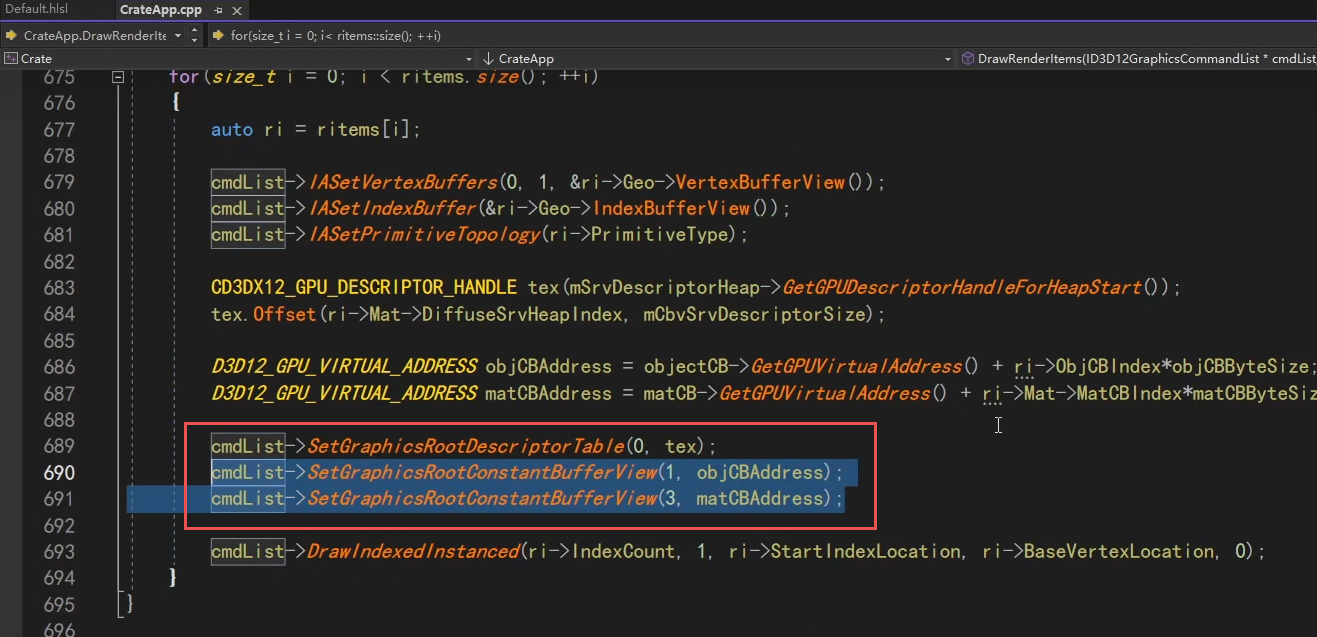 Default.hlsl CrateApp.cpp
CrateApp.DrawRenderIte for(size_t i = 0; i< ritems::size(); ++i)
Crate CrateApp DrawRenderItems(ID3D12GraphicsCommandList * cmdList
675 for(size_t i = 0; i < ritems.size(); ++i)
676 {
677 auto ri = ritems[i];
678
679 cmdList->IASetVertexBuffers(0, 1, &ri->Geo->VertexBufferView());
680 cmdList->IASetIndexBuffer(&ri->Geo->IndexBufferView());
681 cmdList->IASetPrimitiveTopology(ri->PrimitiveType);
682
683 CD3DX12_GPU_DESCRIPTOR_HANDLE tex(mSrvDescriptorHeap->GetGPUDescriptorHandleForHeapStart());
684 tex.Offset(ri->Mat->DiffuseSrvHeapIndex, mCbvSrvDescriptorSize);
685
686 D3D12_GPU_VIRTUAL_ADDRESS objCBAddress = objectCB->GetGPUVirtualAddress() + ri->ObjCBIndex*objCBByteSize;
687 D3D12_GPU_VIRTUAL_ADDRESS matCBAddress = matCB->GetGPUVirtualAddress() + ri->Mat->MatCBIndex*matCBByteSiz
688
689 cmdList->SetGraphicsRootDescriptorTable(0, tex);
690 cmdList->SetGraphicsRootConstantBufferView(1, objCBAddress);
691 cmdList->SetGraphicsRootConstantBufferView(3, matCBAddress);
692
693 cmdList->DrawIndexedInstanced(ri->IndexCount, 1, ri->StartIndexLocation, ri->BaseVertexLocation, 0);
694 }
695 }
696